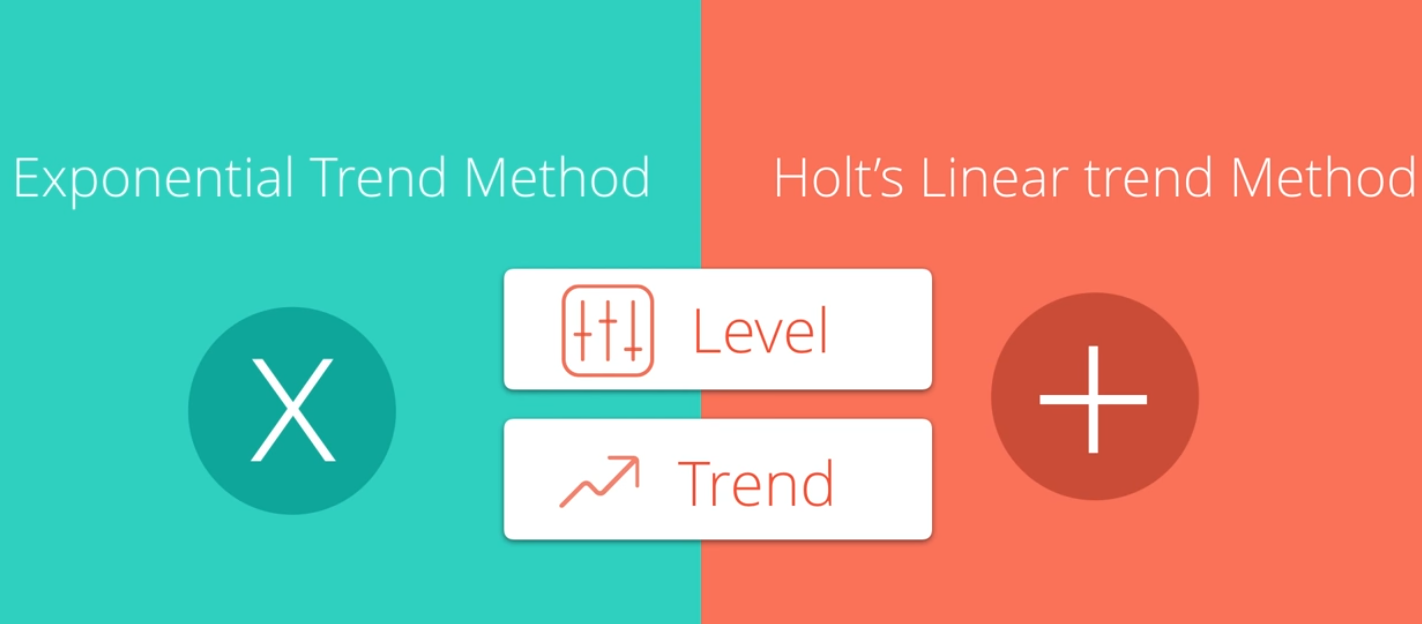 Exponential Trend Method
Holt’s Linear trend Method
Level
X
+
Trend